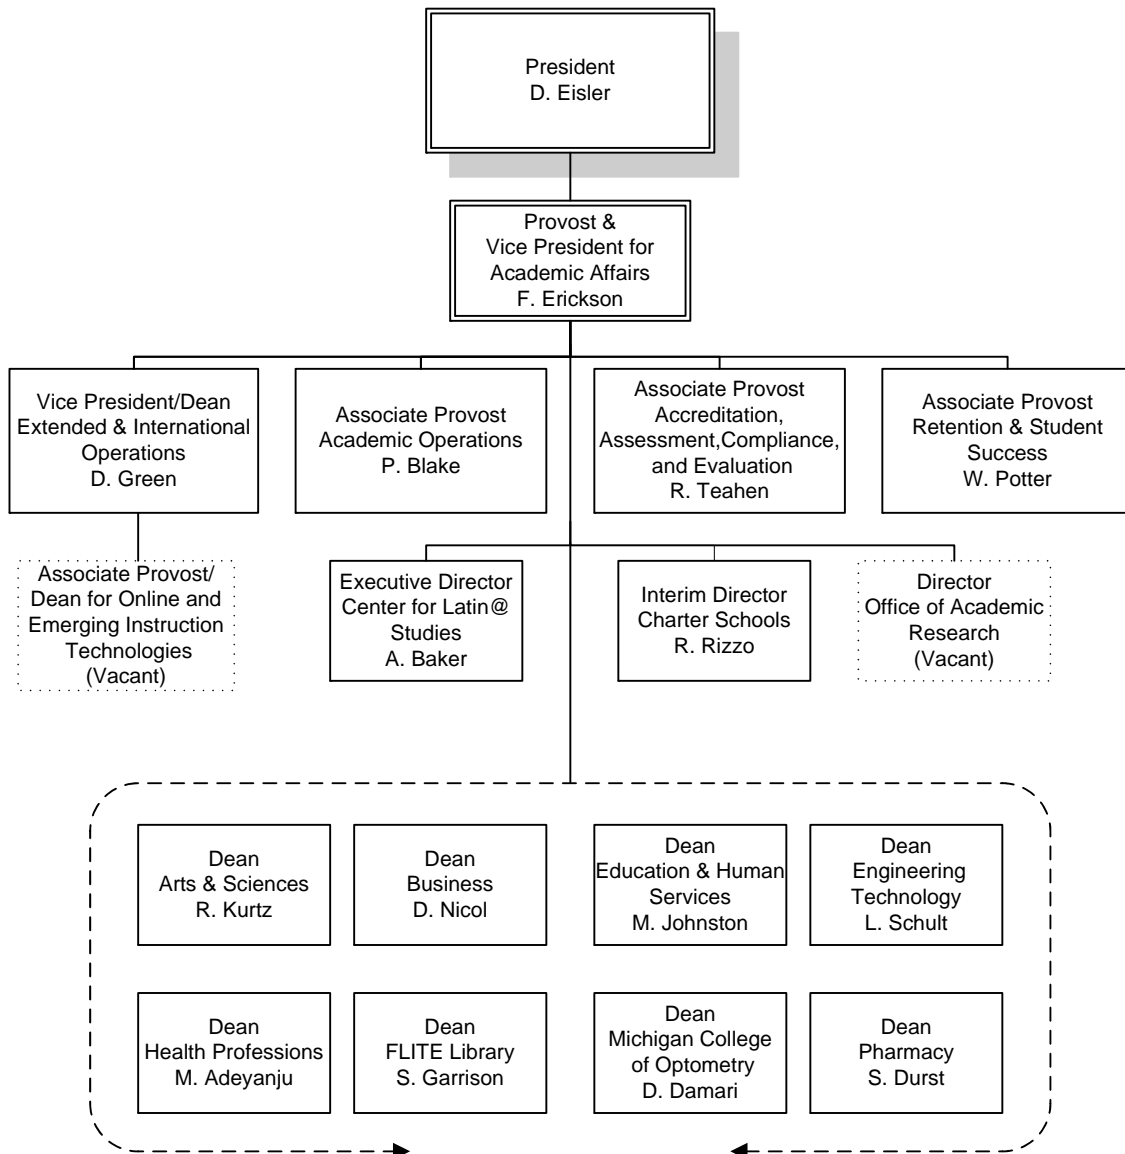 President
D. Eisler
Provost &
Vice President for
Academic Affairs
F. Erickson
Vice President/Dean
Extended & International
Operations
D. Green
Associate Provost
Academic Operations
P. Blake
Associate Provost
Accreditation,
Assessment,Compliance,
and Evaluation
R. Teahen
Associate Provost
Retention & Student
Success
W. Potter
Associate Provost/
Dean for Online and
Emerging Instruction
Technologies
(Vacant)
Executive Director
Center for Latin@
Studies
A. Baker
Interim Director
Charter Schools
R. Rizzo
Director
Office of Academic
Research
(Vacant)
Dean
Arts & Sciences
R. Kurtz
Dean
Business
D. Nicol
Dean
Education & Human
Services
M. Johnston
Dean
Engineering
Technology
L. Schult
Dean
Health Professions
M. Adeyanju
Dean
FLITE Library
S. Garrison
Dean
Michigan College
of Optometry
D. Damari
Dean
Pharmacy
S. Durst